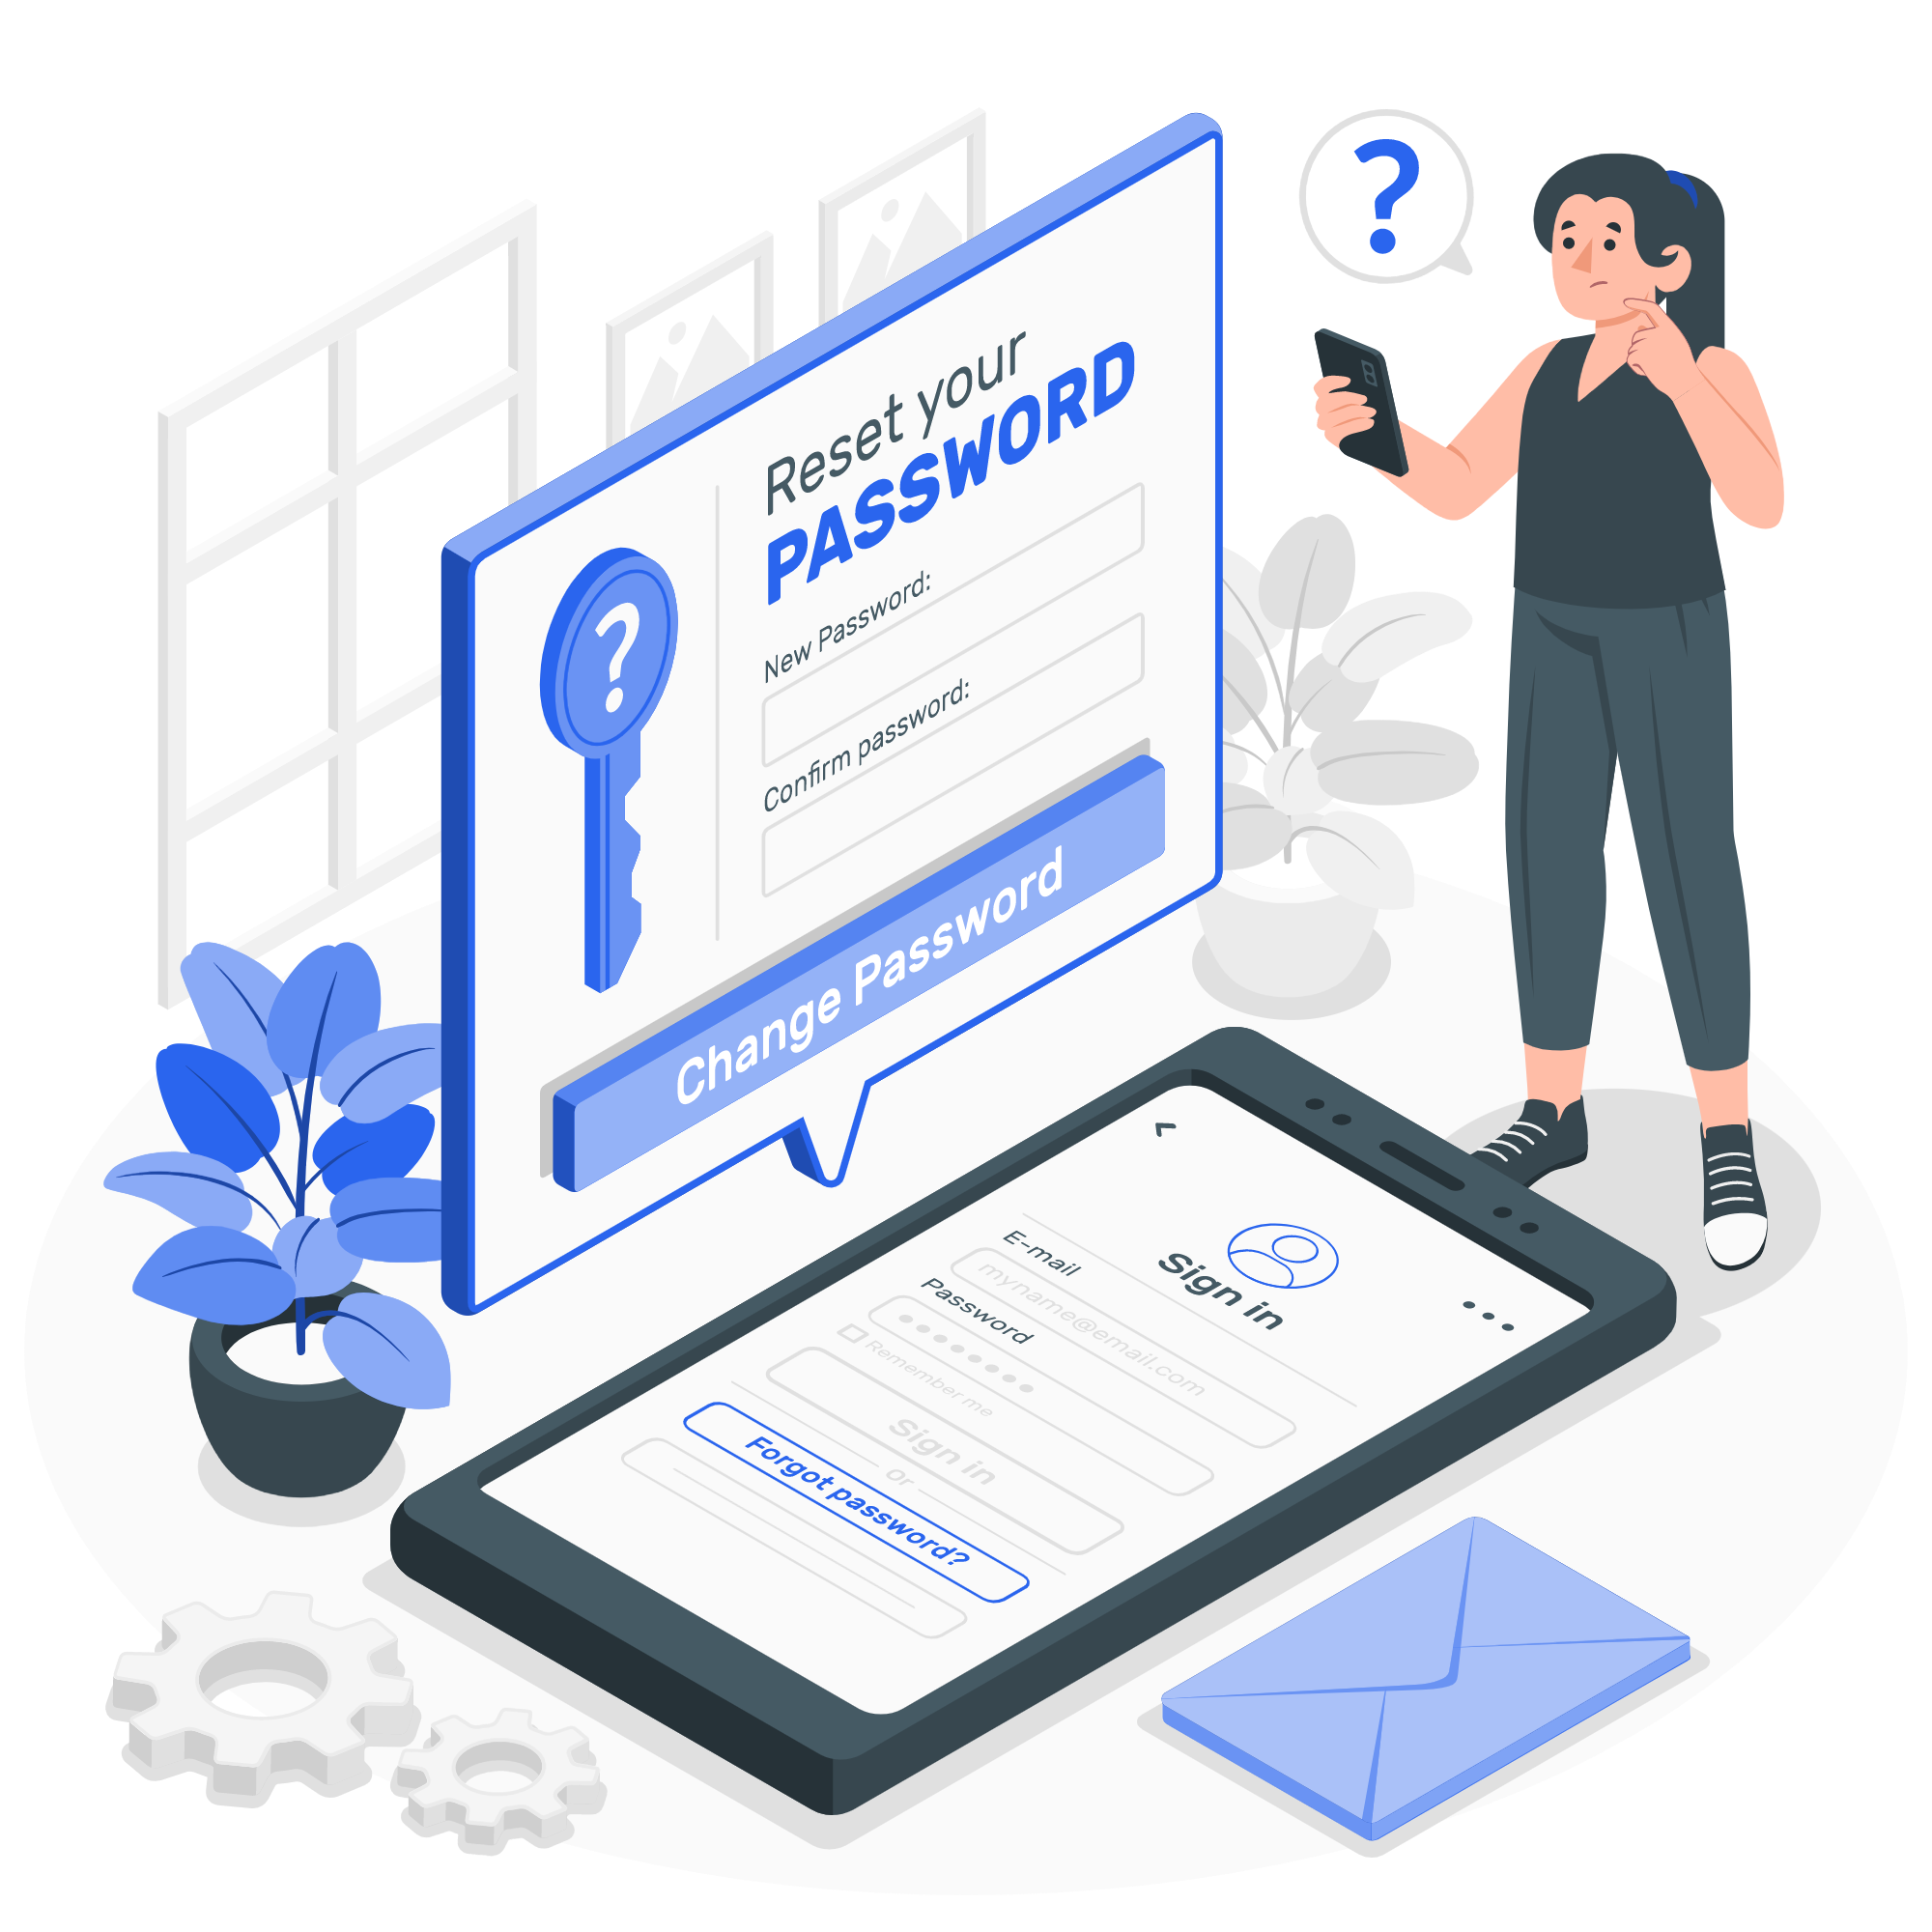 ?
Reset your
PASSWORD
?
New Password:
Confirm password:
Change Password
<
Sign in
E-mail
myname@email.com
Password
Remember me
Sign in
Or
Forgot password?